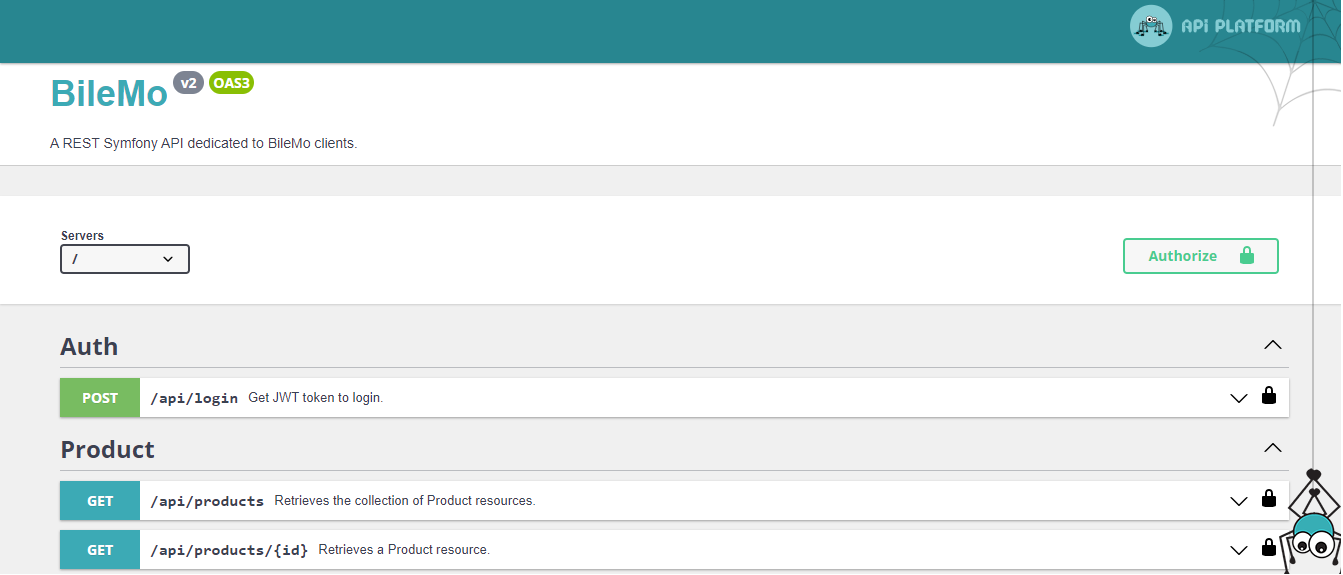 APi PLATFORM
BileMo v2 OAS3
A REST Symfony API dedicated to BileMo clients.
Servers
/
Authorize
Auth
POST /api/login Get JWT token to login.
Product
GET /api/products Retrieves the collection of Product resources.
GET /api/products/{id} Retrieves a Product resource.